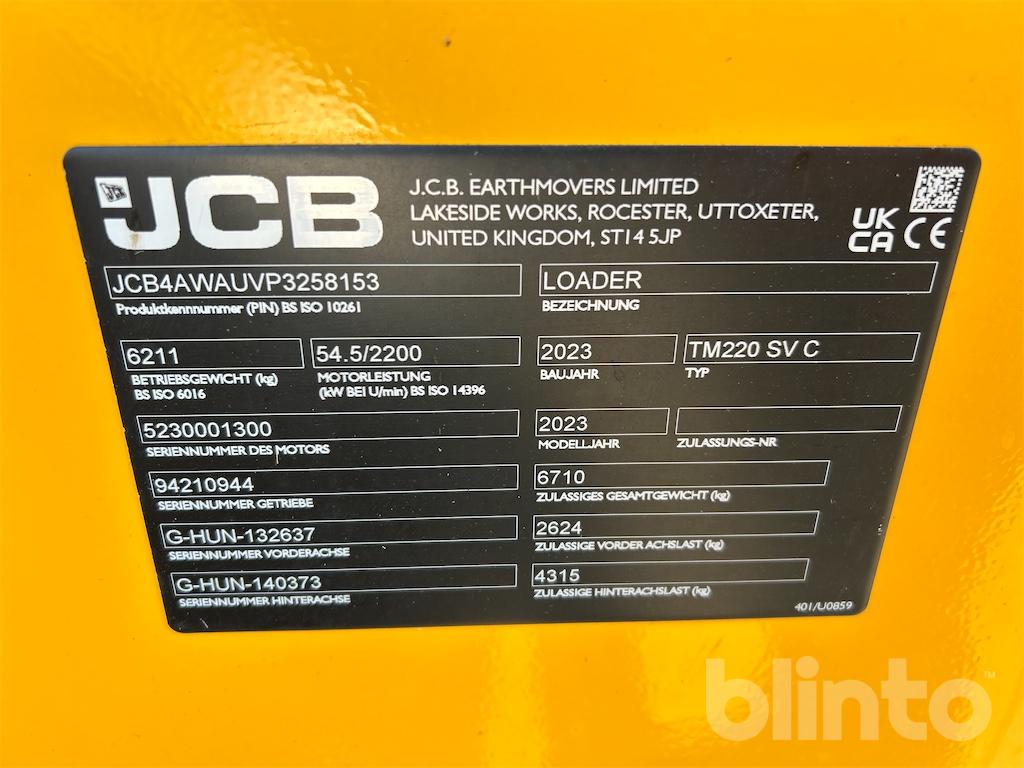 JCB
J.C.B. EARTHMOVERS LIMITED
LAKESIDE WORKS, ROCESTER, UTTOXETER,
UNITED KINGDOM, ST14 5JP
UK
CA CE
JCB4AWAUVP3258153
Produktkennnummer (PIN) BS ISO 10261
LOADER
BEZEICHNUNG
6211
BETRIEBSGEWICHT (kg)
BS ISO 6016
54.5/2200
MOTORLEISTUNG
(kW BEI U/min) BS ISO 14396
2023
BAUJAHR
TM220 SV C
TYP
5230001300
SERIENNUMMER DES MOTORS
2023
MODELLJAHR
ZULASSUNGS-NR
94210944
SERIENNUMMER GETRIEBE
6710
ZULASSIGES GESAMTGEWICHT (kg)
G-HUN-132637
SERIENNUMMER VORDERACHSE
2624
ZULASSIGE VORDER ACHSLAST (kg)
G-HUN-140373
SERIENNUMMER HINTERACHSE
4315
ZULASSIGE HINTERACHSLAST (kg)
401/U0859
blinto™